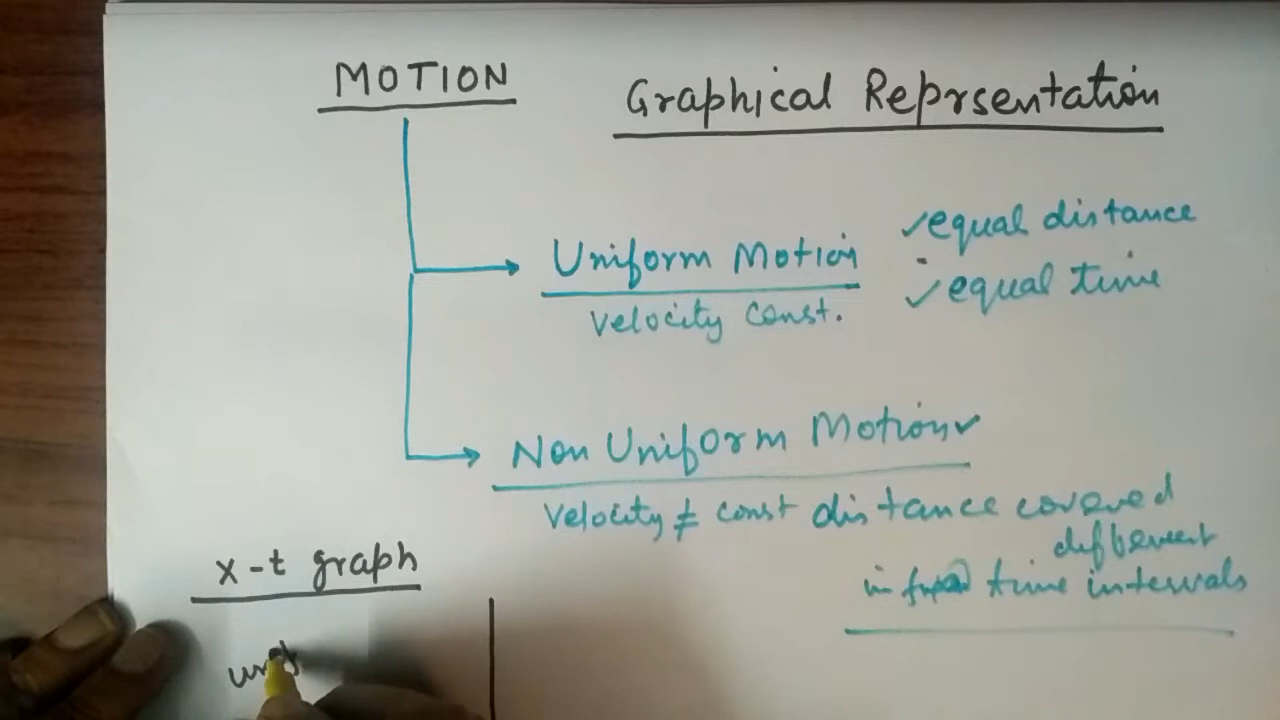 MOTION
Graphical Reprsentation
Uniform Motion
Velocity Const.
equal distance
equal time
Non Uniform Motion
Velocity ≠ const distance covered
different
in time intervals
x-t graph